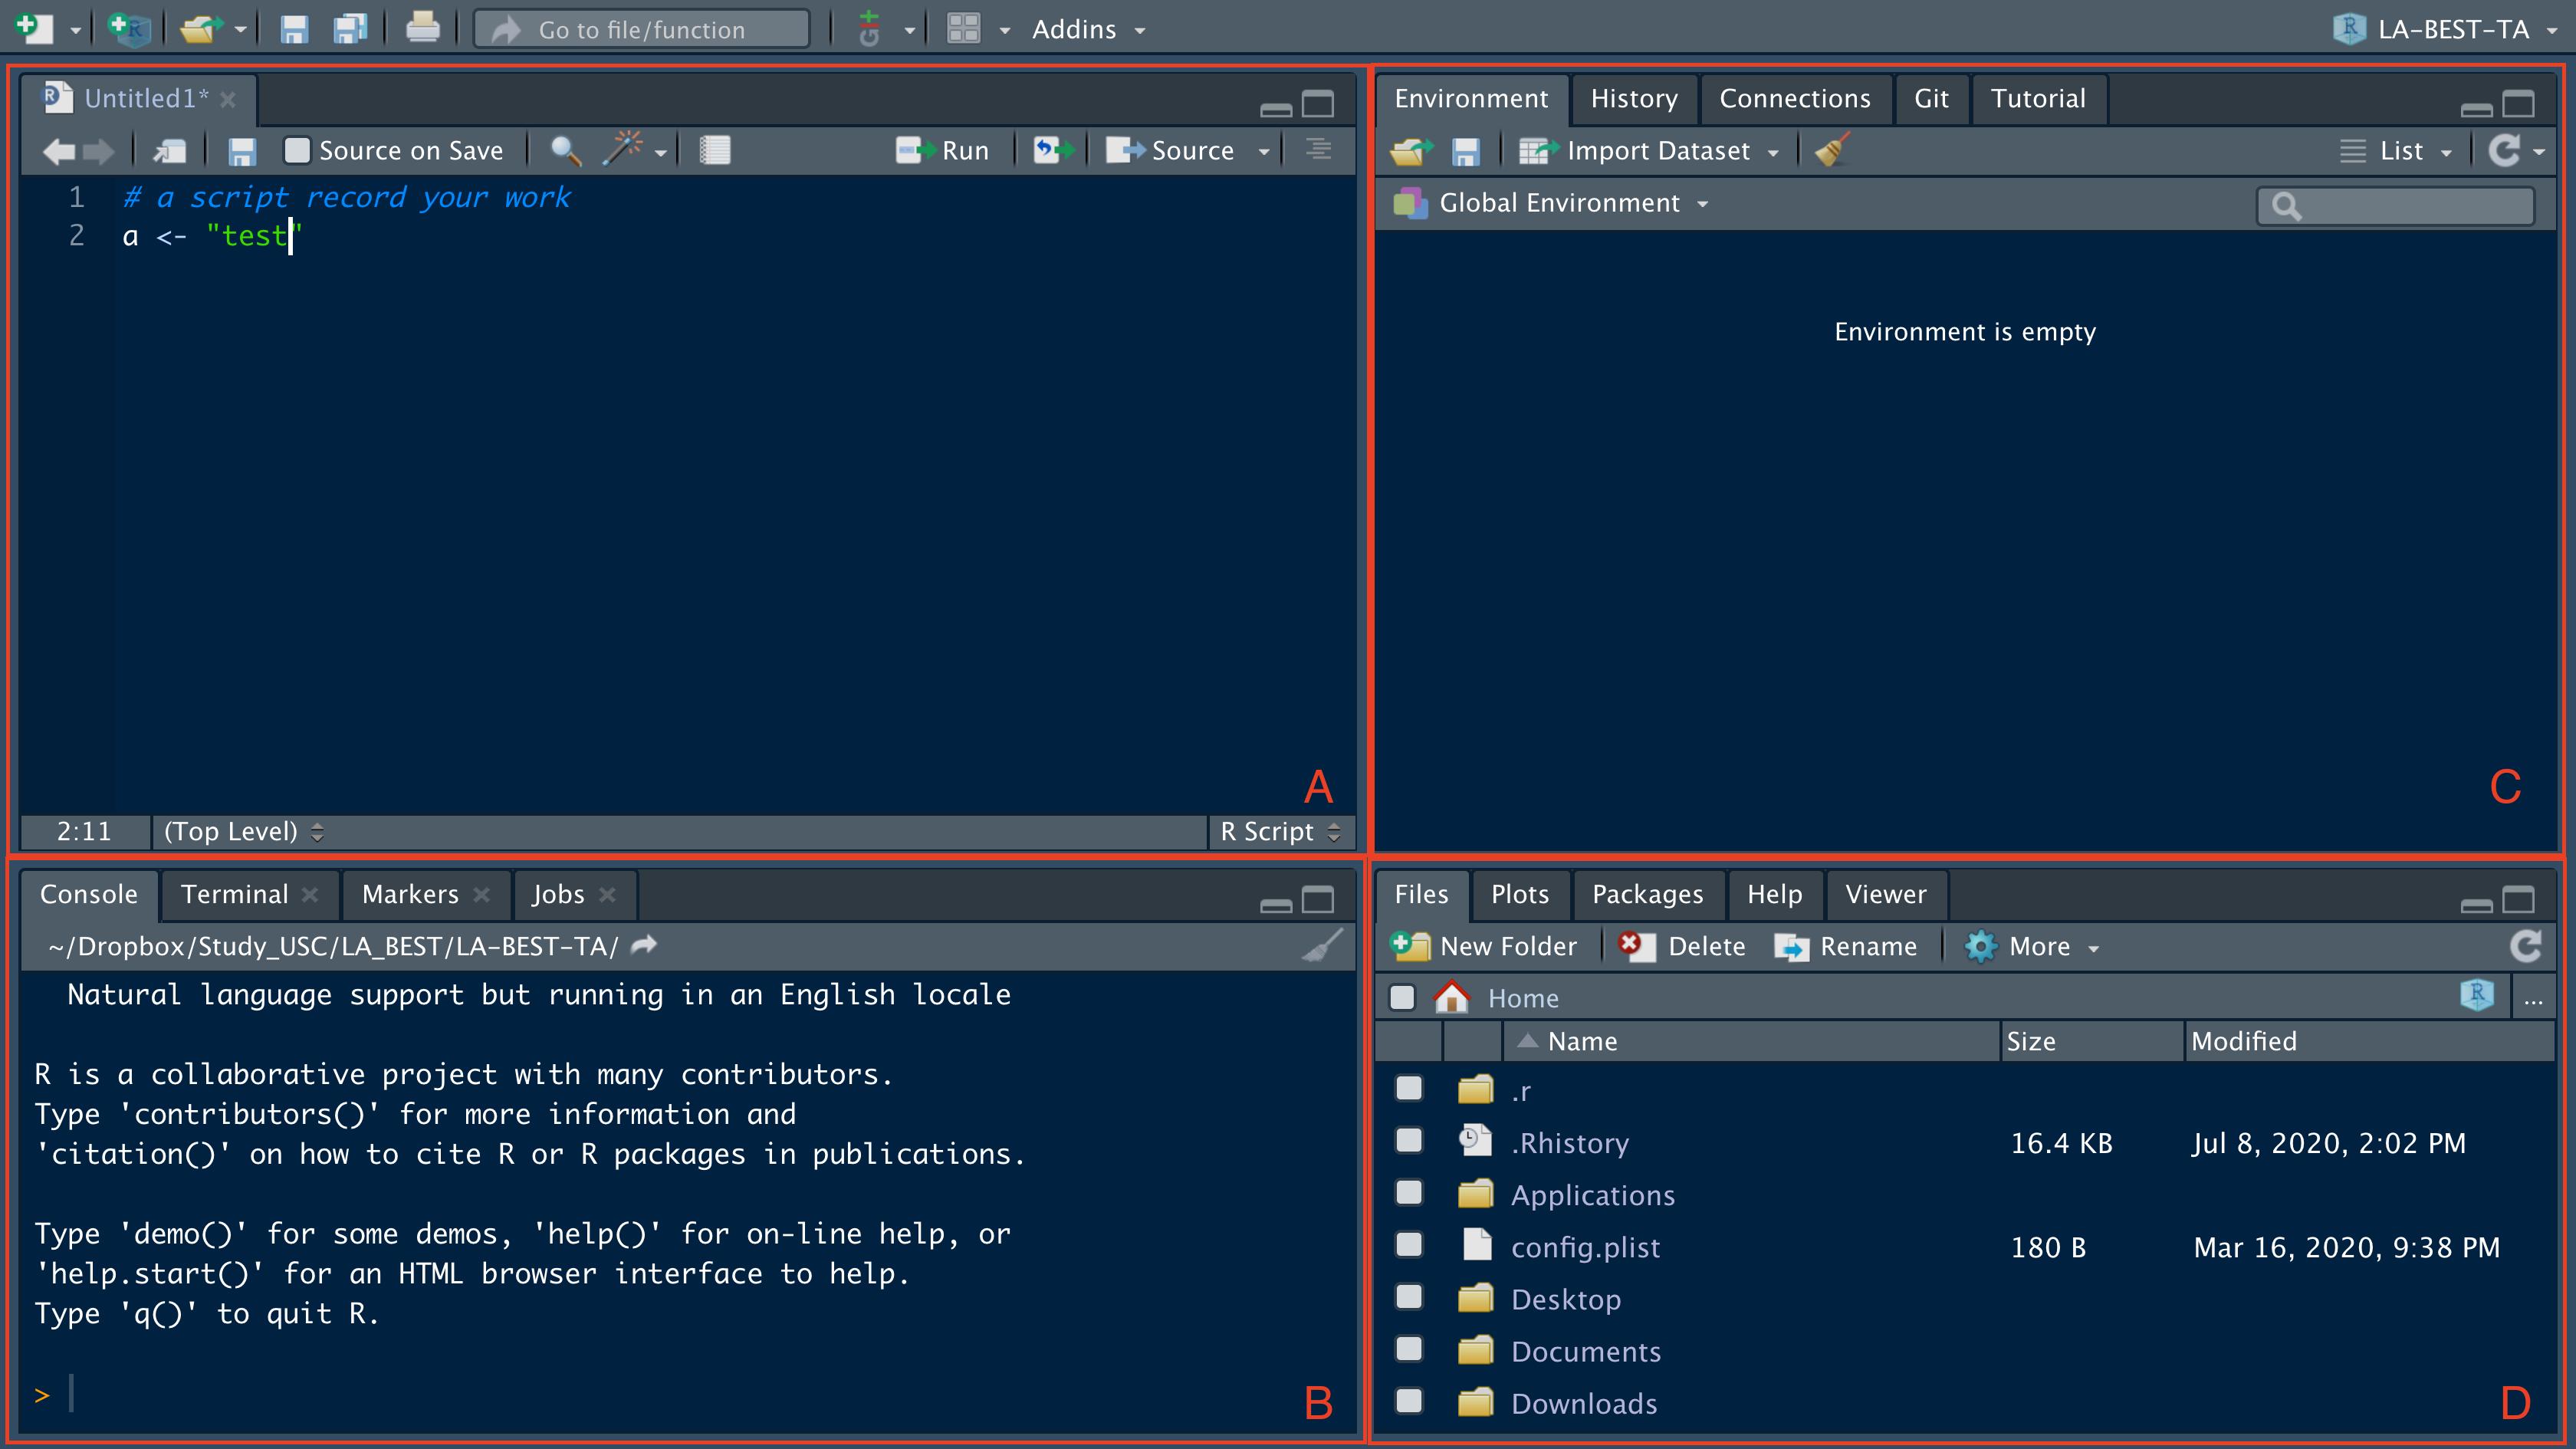 Go to file/function
Git
Addins
LA-BEST-TA
Untitled1*
Source on Save
Run
Source
1 # a script record your work
2 a <- "test"
A
2:11
(Top Level)
R Script
Console
Terminal
Markers
Jobs
~/Dropbox/Study_USC/LA_BEST/LA-BEST-TA/
Natural language support but running in an English locale
R is a collaborative project with many contributors.
Type 'contributors()' for more information and
'citation()' on how to cite R or R packages in publications.
Type 'demo()' for some demos, 'help()' for on-line help, or
'help.start()' for an HTML browser interface to help.
Type 'q()' to quit R.
>
B
Environment
History
Connections
Git
Tutorial
Import Dataset
List
Global Environment
Environment is empty
C
Files
Plots
Packages
Help
Viewer
New Folder
Delete
Rename
More
Home
...
Name Size Modified
.r
.Rhistory 16.4 KB Jul 8, 2020, 2:02 PM
Applications
config.plist 180 B Mar 16, 2020, 9:38 PM
Desktop
Documents
Downloads
D